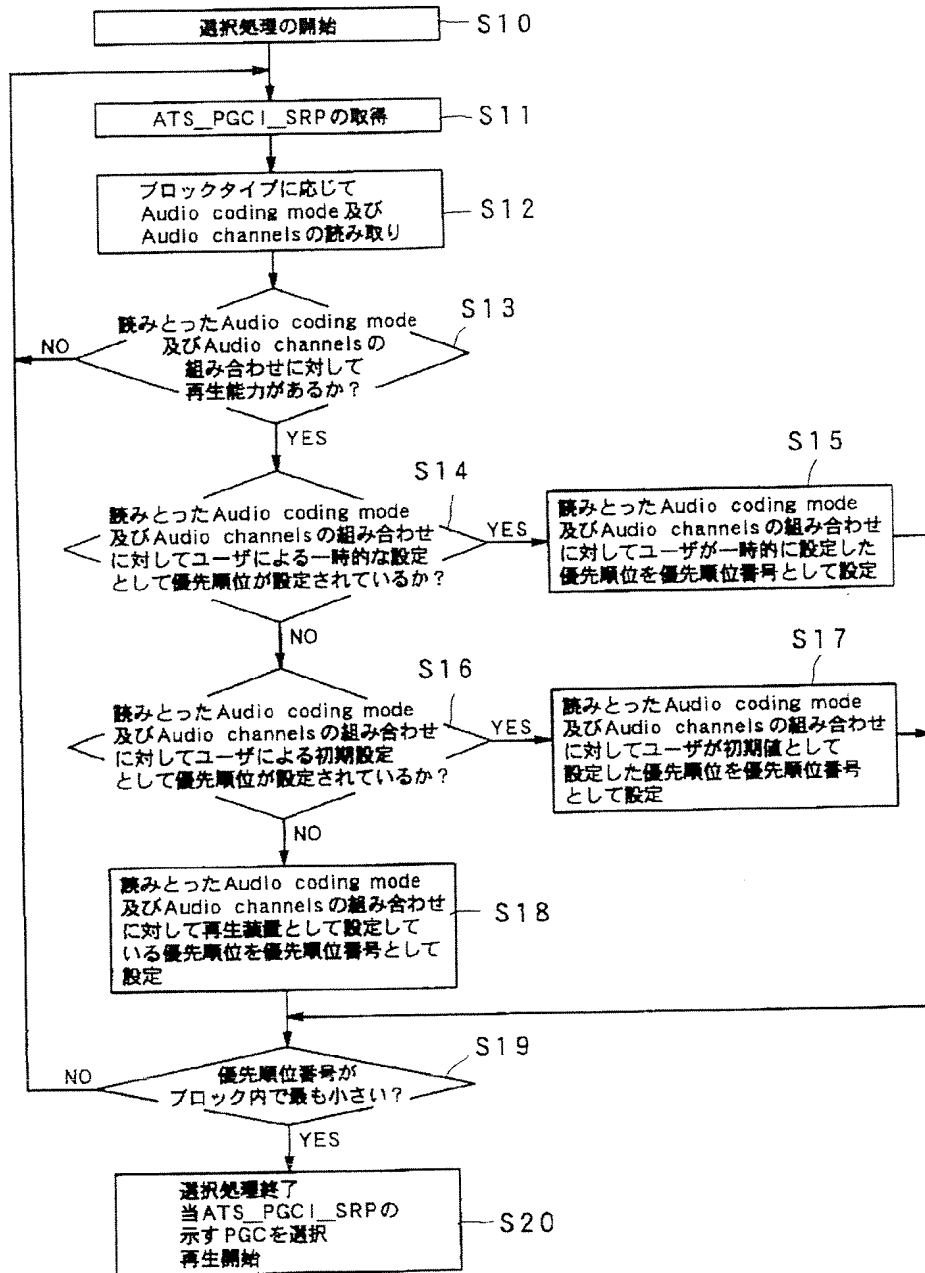 選択処理の開始
S10
ATS_PGCI_SRPの取得
S11
ブロックタイプに応じて
Audio coding mode及び
Audio channelsの読み取り
S12
読みとったAudio coding mode
及びAudio channelsの
組み合わせに対して
再生能力があるか?
S13
NO
YES
読みとったAudio coding mode
及びAudio channelsの組み合わせ
に対してユーザによる一時的な設定
として優先順位が設定されているか?
S14
YES
読みとったAudio coding mode
及びAudio channelsの組み合わせ
に対してユーザが一時的に設定した
優先順位を優先順位番号として設定
S15
NO
読みとったAudio coding mode
及びAudio channelsの組み合わせ
に対してユーザによる初期設定
として優先順位が設定されているか?
S16
YES
読みとったAudio coding mode
及びAudio channelsの組み合わせ
に対してユーザが初期値として
設定した優先順位を優先順位番号
として設定
S17
NO
読みとったAudio coding mode
及びAudio channelsの組み合わせ
に対して再生装置として設定して
いる優先順位を優先順位番号として
設定
S18
優先順位番号が
ブロック内で最も小さい?
S19
NO
YES
選択処理終了
当ATS_PGCI_SRPの
示すPGCを選択
再生開始
S20